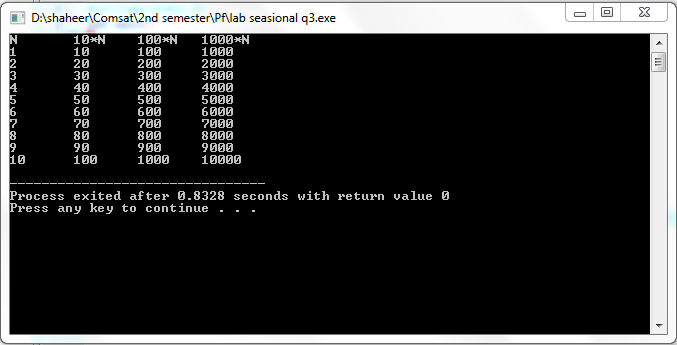 D:\shaheer\Comsat\2nd semester\Pf\lab seasional q3.exe
N 10*N 100*N 1000*N
1 10 100 1000
2 20 200 2000
3 30 300 3000
4 40 400 4000
5 50 500 5000
6 60 600 6000
7 70 700 7000
8 80 800 8000
9 90 900 9000
10 100 1000 10000
--------------------------------
Process exited after 0.8328 seconds with return value 0
Press any key to continue . . .